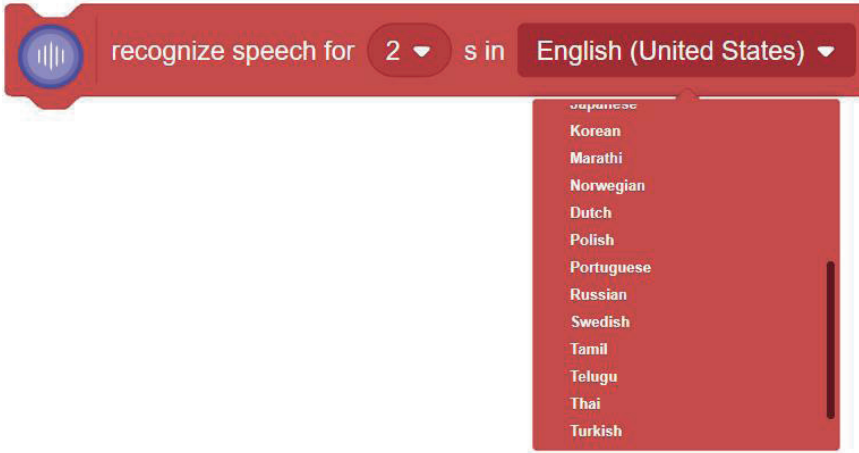 recognize speech for 2 s in English (United States)
Japanese
Korean
Marathi
Norwegian
Dutch
Polish
Portuguese
Russian
Swedish
Tamil
Telugu
Thai
Turkish